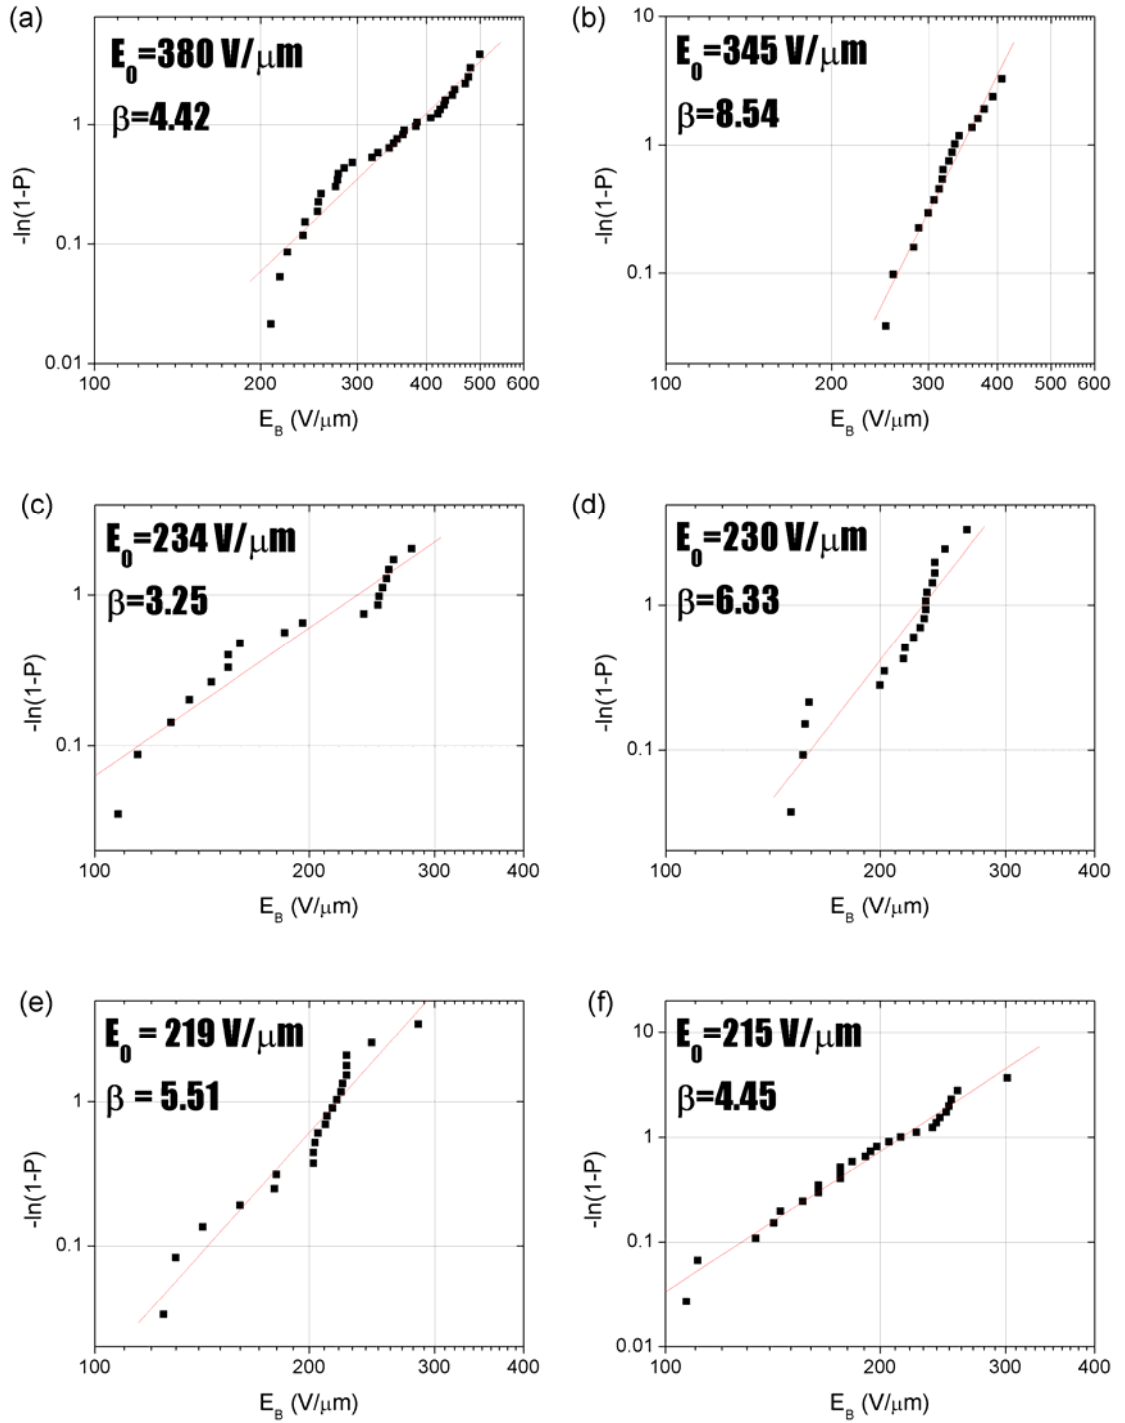 (a)
E0=380 V/μm
β=4.42
1
0.1
0.01
-ln(1-P)
100 200 300 400 500 600
EB (V/μm)
(b)
E0=345 V/μm
β=8.54
10
1
0.1
-ln(1-P)
100 200 300 400 500 600
EB (V/μm)
(c)
E0=234 V/μm
β=3.25
1
0.1
-ln(1-P)
100 200 300 400
EB (V/μm)
(d)
E0=230 V/μm
β=6.33
1
0.1
-ln(1-P)
100 200 300 400
EB (V/μm)
(e)
E0 = 219 V/μm
β = 5.51
1
0.1
-ln(1-P)
100 200 300 400
EB (V/μm)
(f)
E0=215 V/μm
β=4.45
10
1
0.1
0.01
-ln(1-P)
100 200 300 400
EB (V/μm)